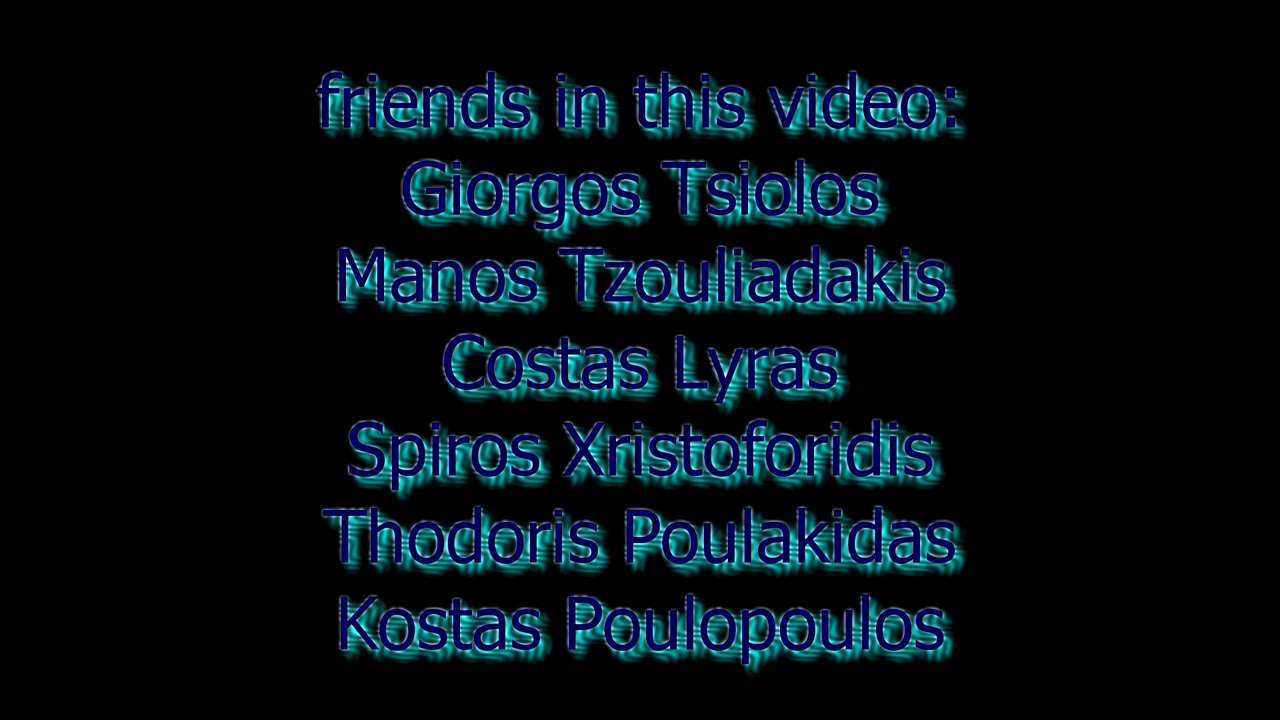 friends in this video:
Giorgos Tsiolos
Manos Tzouliadakis
Costas Lyras
Spiros Xristoforidis
Thodoris Poulakidas
Kostas Poulopoulos